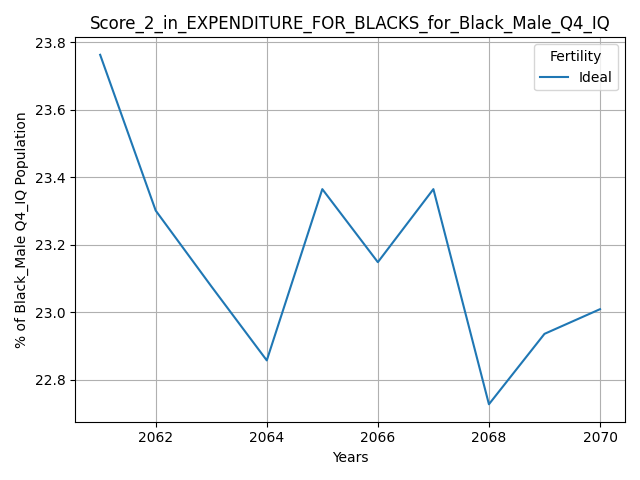 Score_2_in_EXPENDITURE_FOR_BLACKS_for_Black_Male_Q4_IQ
% of Black_Male Q4_IQ Population
23.8
23.6
23.4
23.2
23.0
22.8
Fertility
Ideal
2062 2064 2066 2068 2070
Years